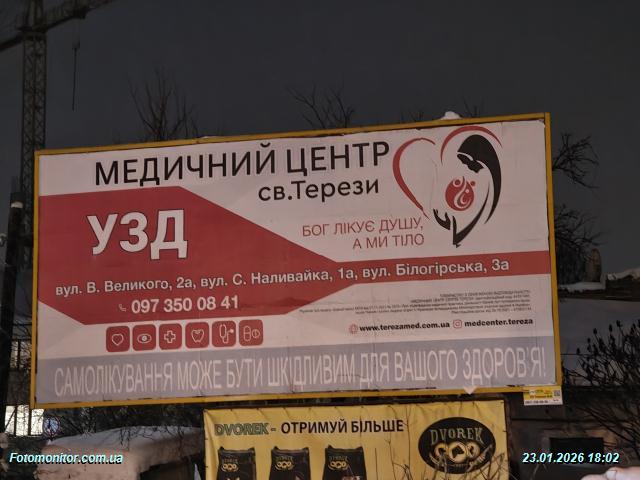 МЕДИЧНИЙ ЦЕНТР
св.Терези
УЗД
БОГ ЛІКУЄ ДУШУ,
А МИ ТІЛО
вул. В. Великого, 2а, вул. С. Наливайка, 1а, вул. Білогірська, 3а
097 350 08 41
www.terezamed.com.ua medcenter.tereza
САМОЛІКУВАННЯ МОЖЕ БУТИ ШКІДЛИВИМ ДЛЯ ВАШОГО ЗДОРОВ'Я!
DVOREK - ОТРИМУЙ БІЛЬШЕ
DVOREK
Fotomonitor.com.ua
23.01.2026 18:02